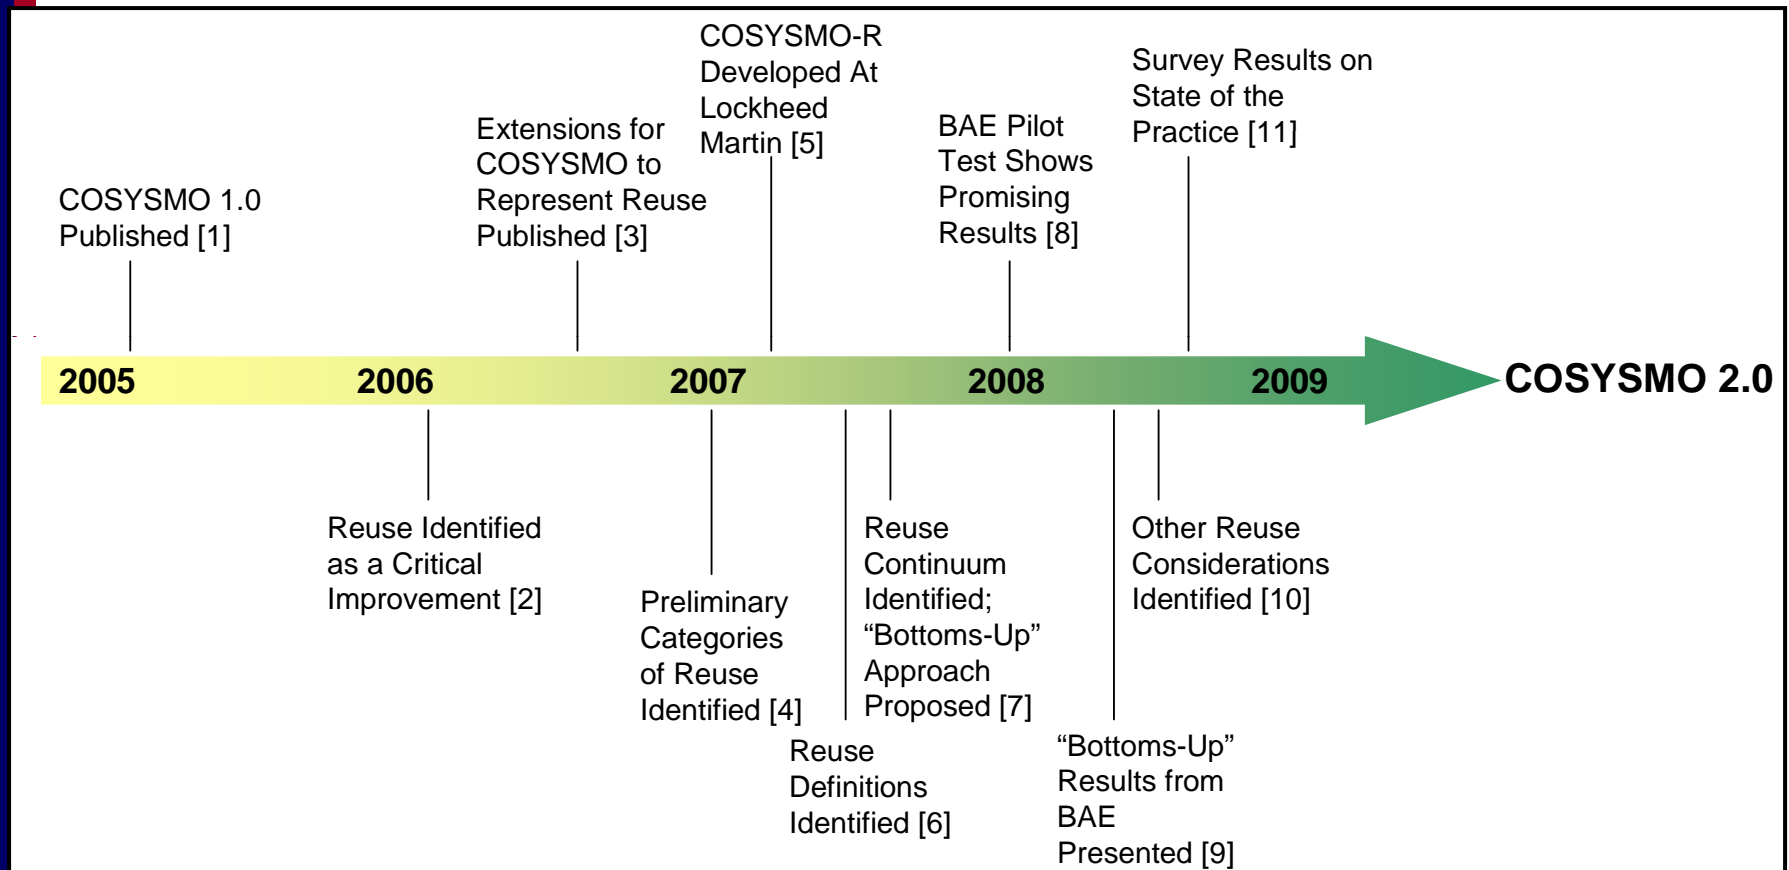 COSYSMO 1.0
Published [1]
Extensions for
COSYSMO to
Represent Reuse
Published [3]
COSYSMO-R
Developed At
Lockheed
Martin [5]
BAE Pilot
Test Shows
Promising
Results [8]
Survey Results on
State of the
Practice [11]
2005
2006
2007
2008
2009
COSYSMO 2.0
Reuse Identified
as a Critical
Improvement [2]
Preliminary
Categories
of Reuse
Identified [4]
Reuse
Definitions
Identified [6]
Reuse
Continuum
Identified;
“Bottoms-Up”
Approach
Proposed [7]
“Bottoms-Up”
Results from
BAE
Presented [9]
Other Reuse
Considerations
Identified [10]